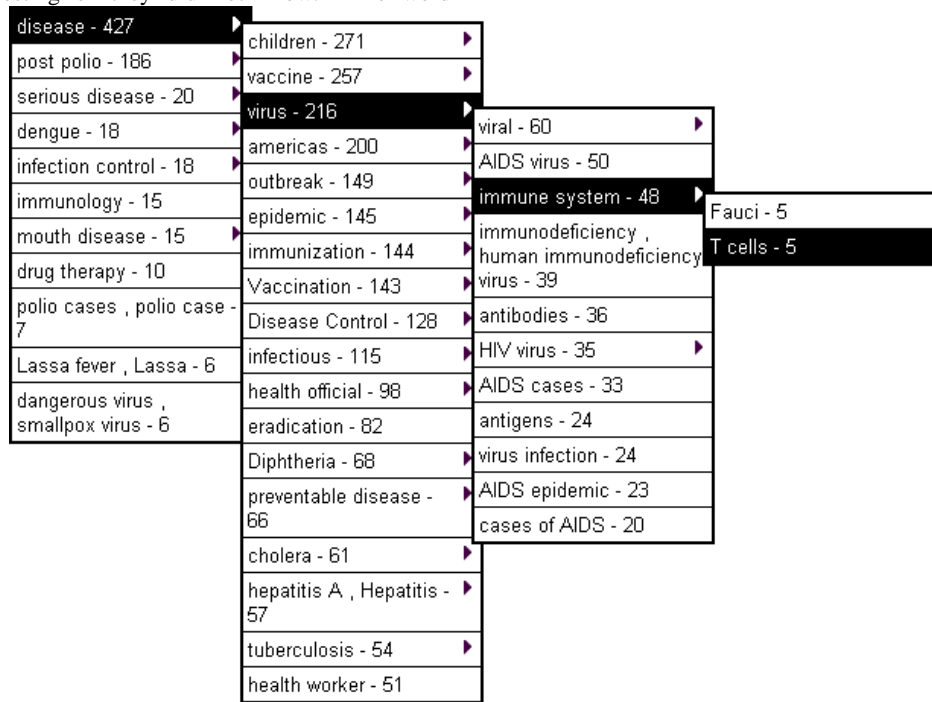 disease - 427
post polio - 186
serious disease - 20
dengue - 18
infection control - 18
immunology - 15
mouth disease - 15
drug therapy - 10
polio cases , polio case -
7
Lassa fever , Lassa - 6
dangerous virus ,
smallpox virus - 6
children - 271
vaccine - 257
virus - 216
americas - 200
outbreak - 149
epidemic - 145
immunization - 144
Vaccination - 143
Disease Control - 128
infectious - 115
health official - 98
eradication - 82
Diphtheria - 68
preventable disease -
66
cholera - 61
hepatitis A , Hepatitis -
57
tuberculosis - 54
health worker - 51
viral - 60
AIDS virus - 50
immune system - 48
immunodeficiency ,
human immunodeficiency
virus - 39
antibodies - 36
HIV virus - 35
AIDS cases - 33
antigens - 24
virus infection - 24
AIDS epidemic - 23
cases of AIDS - 20
Fauci - 5
T cells - 5